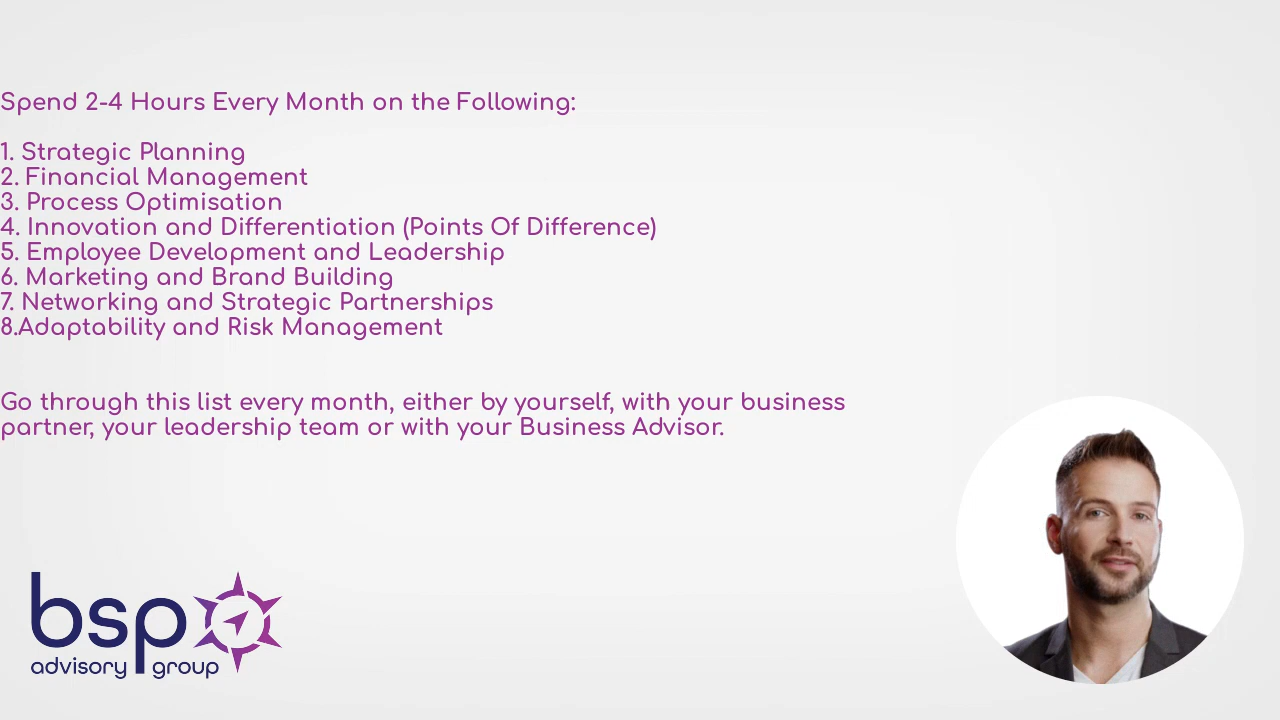 Spend 2-4 Hours Every Month on the Following:
1. Strategic Planning
2. Financial Management
3. Process Optimisation
4. Innovation and Differentiation (Points Of Difference)
5. Employee Development and Leadership
6. Marketing and Brand Building
7. Networking and Strategic Partnerships
8.Adaptability and Risk Management
Go through this list every month, either by yourself, with your business
partner, your leadership team or with your Business Advisor.
bsp
advisory group